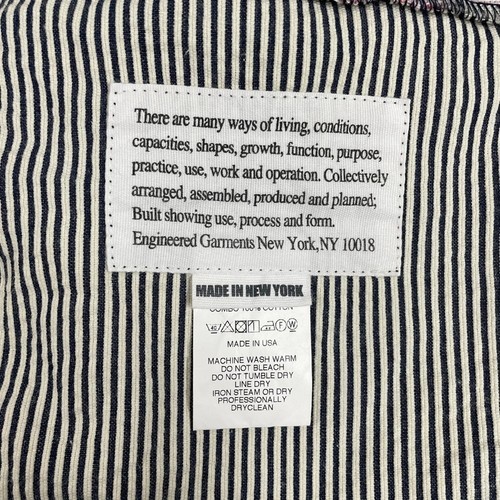 There are many ways of living, conditions,
capacities, shapes, growth, function, purpose,
practice, use, work and operation. Collectively
arranged, assembled, produced and planned;
Built showing use, process and form.
Engineered Garments New York,NY 10018
MADE IN NEW YORK
COMBO 100% COTTON
MADE IN USA
MACHINE WASH WARM
DO NOT BLEACH
DO NOT TUMBLE DRY
LINE DRY
IRON STEAM OR DRY
PROFESSIONALLY
DRYCLEAN